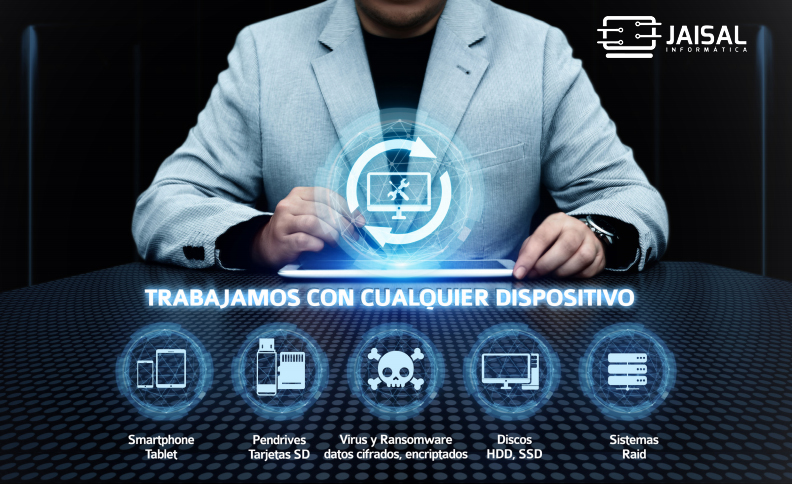 JAISAL
INFORMÁTICA
TRABAJAMOS CON CUALQUIER DISPOSITIVO
Smartphone
Tablet
Pendrives
Tarjetas SD
Virus y Ransomware
datos cifrados, encriptados
Discos
HDD, SSD
Sistemas
Raid